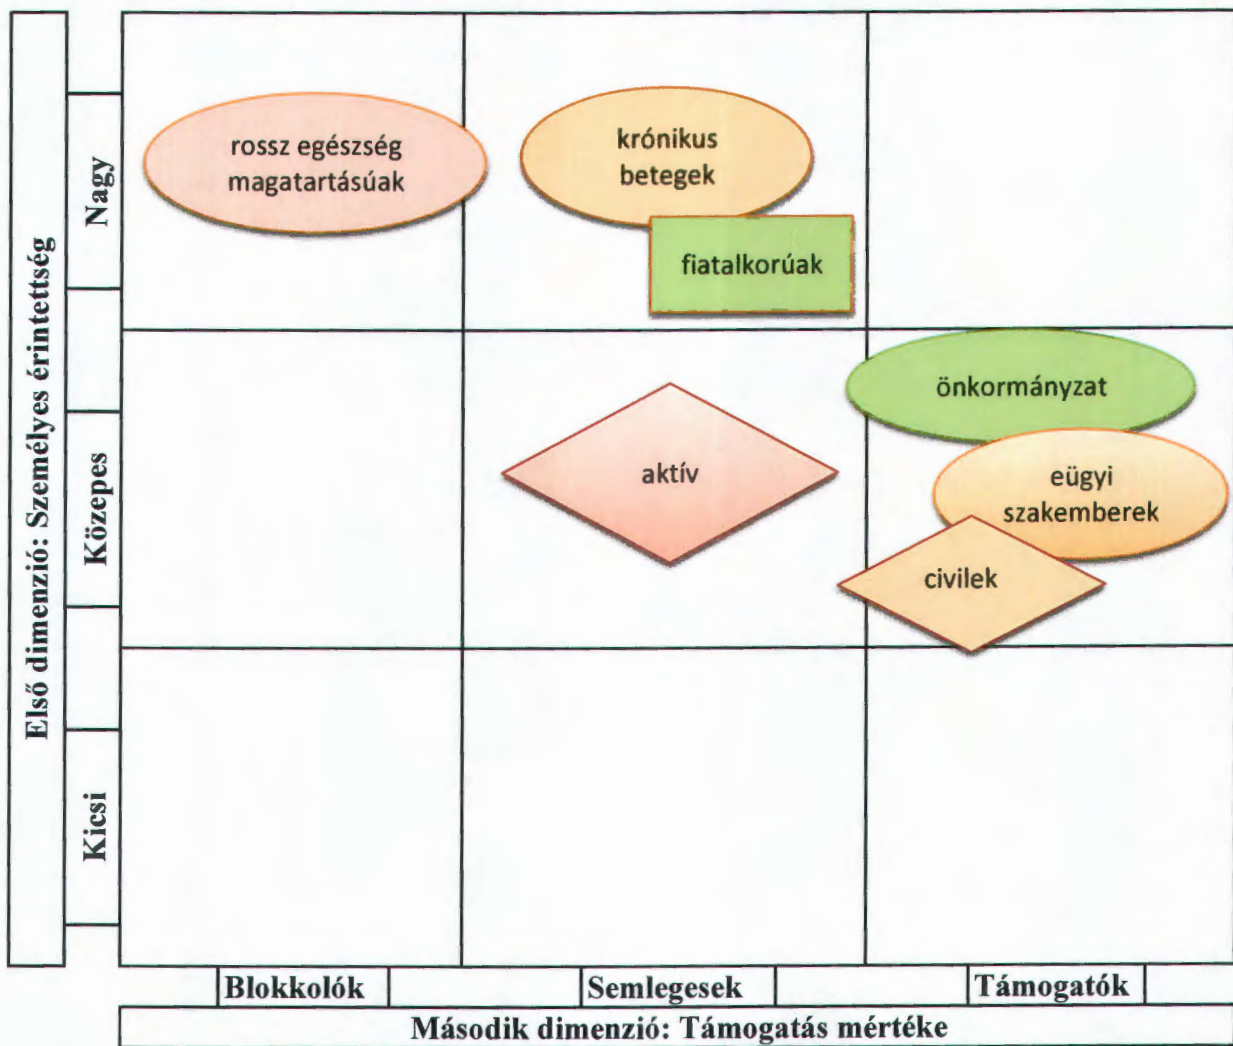 Első dimenzió: Személyes érintettség
Nagy
Közepes
Kicsi
rossz egészség
magatartásúak
krónikus
betegek
fiatalkorúak
önkormányzat
aktív
eügyi
szakemberek
civilek
Blokkolók
Semlegesek
Támogatók
Második dimenzió: Támogatás mértéke